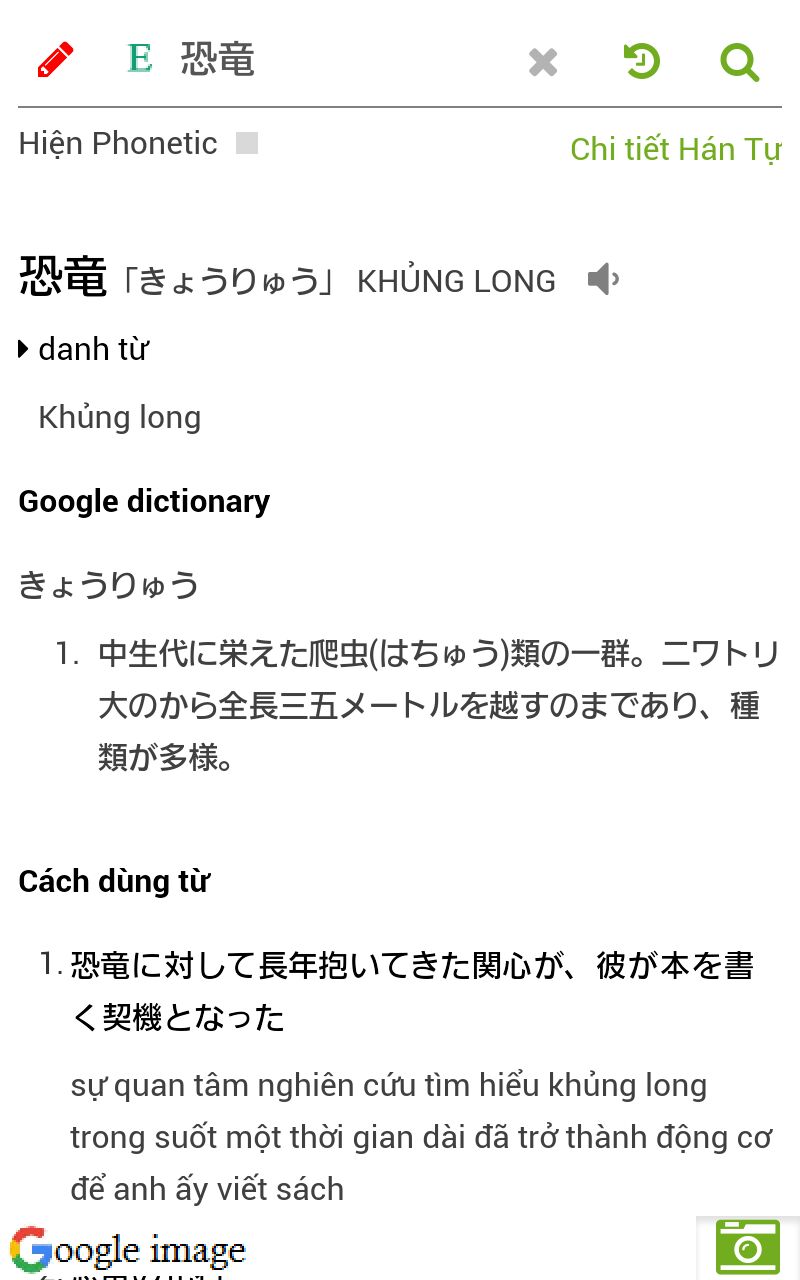 E 恐竜
Hiện Phonetic
Chi tiết Hán Tự
恐竜「きょうりゅう」 KHỦNG LONG
danh từ
Khủng long
Google dictionary
きょうりゅう
1. 中生代に栄えた爬虫(はちゅう)類の一群。ニワトリ
大のから全長三五メートルを越すのまであり、種
類が多様。
Cách dùng từ
1. 恐竜に対して長年抱いてきた関心が、彼が本を書
く契機となった
sự quan tâm nghiên cứu tìm hiểu khủng long
trong suốt một thời gian dài đã trở thành động cơ
để anh ấy viết sách
Google image